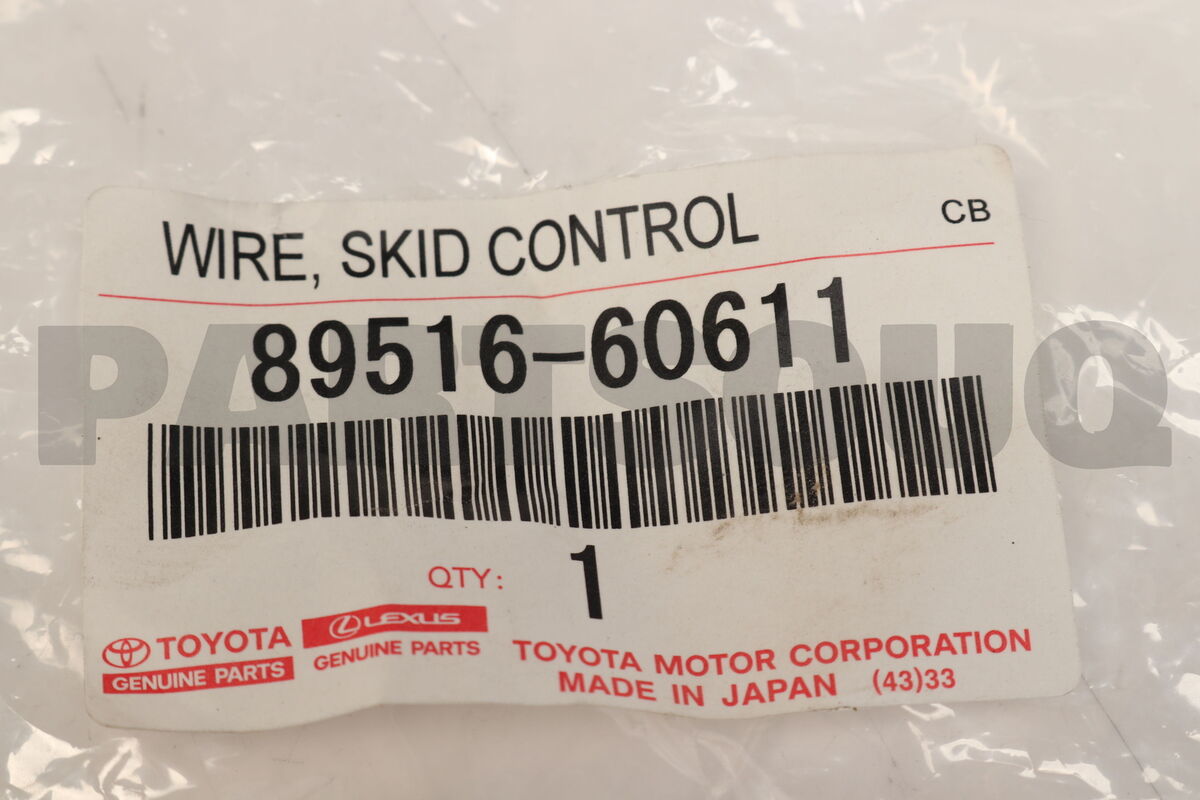 WIRE, SKID CONTROL
CB
89516-60611
PARTSOUQ
QTY: 1
TOYOTA
GENUINE PARTS
LEXUS
GENUINE PARTS
TOYOTA MOTOR CORPORATION
MADE IN JAPAN (43)33